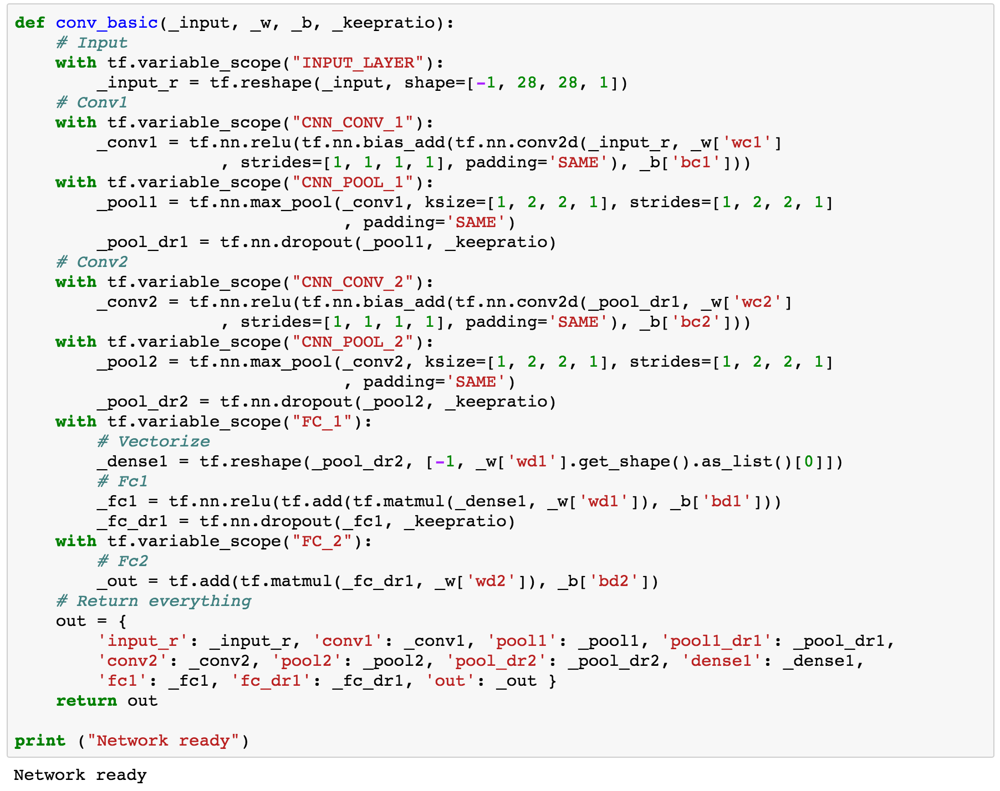 def conv_basic(_input, _w, _b, _keepratio):
    # Input
    with tf.variable_scope("INPUT_LAYER"):
        _input_r = tf.reshape(_input, shape=[-1, 28, 28, 1])
    # Conv1
    with tf.variable_scope("CNN_CONV_1"):
        _conv1 = tf.nn.relu(tf.nn.bias_add(tf.nn.conv2d(_input_r, _w['wc1']
                    , strides=[1, 1, 1, 1], padding='SAME'), _b['bc1']))
    with tf.variable_scope("CNN_POOL_1"):
        _pool1 = tf.nn.max_pool(_conv1, ksize=[1, 2, 2, 1], strides=[1, 2, 2, 1]
                                , padding='SAME')
        _pool_dr1 = tf.nn.dropout(_pool1, _keepratio)
    # Conv2
    with tf.variable_scope("CNN_CONV_2"):
        _conv2 = tf.nn.relu(tf.nn.bias_add(tf.nn.conv2d(_pool_dr1, _w['wc2']
                    , strides=[1, 1, 1, 1], padding='SAME'), _b['bc2']))
    with tf.variable_scope("CNN_POOL_2"):
        _pool2 = tf.nn.max_pool(_conv2, ksize=[1, 2, 2, 1], strides=[1, 2, 2, 1]
                                , padding='SAME')
        _pool_dr2 = tf.nn.dropout(_pool2, _keepratio)
    with tf.variable_scope("FC_1"):
        # Vectorize
        _dense1 = tf.reshape(_pool_dr2, [-1, _w['wd1'].get_shape().as_list()[0]])
        # Fc1
        _fc1 = tf.nn.relu(tf.add(tf.matmul(_dense1, _w['wd1']), _b['bd1']))
        _fc_dr1 = tf.nn.dropout(_fc1, _keepratio)
    with tf.variable_scope("FC_2"):
        # Fc2
        _out = tf.add(tf.matmul(_fc_dr1, _w['wd2']), _b['bd2'])
    # Return everything
    out = {
        'input_r': _input_r, 'conv1': _conv1, 'pool1': _pool1, 'pool1_dr1': _pool_dr1,
        'conv2': _conv2, 'pool2': _pool2, 'pool_dr2': _pool_dr2, 'dense1': _dense1,
        'fc1': _fc1, 'fc_dr1': _fc_dr1, 'out': _out }
    return out

print ("Network ready")
Network ready